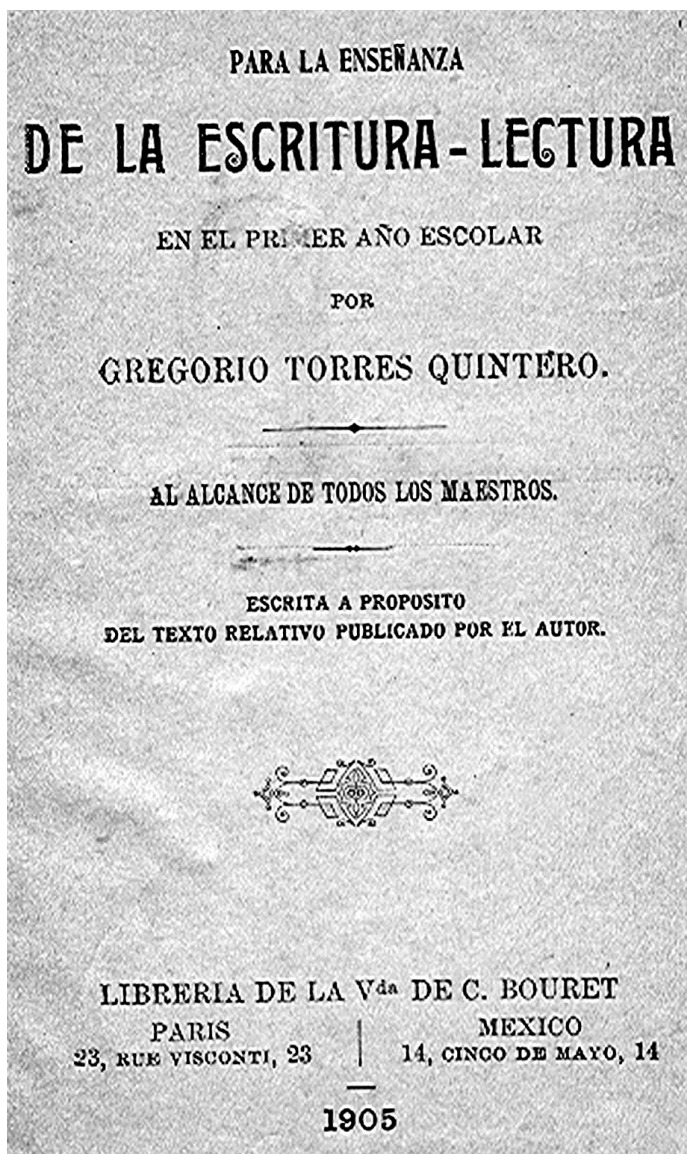 PARA LA ENSEÑANZA
DE LA ESCRITURA-LECTURA
EN EL PRIMER AÑO ESCOLAR
POR
GREGORIO TORRES QUINTERO.
AL ALCANCE DE TODOS LOS MAESTROS.
ESCRITA A PROPOSITO
DEL TEXTO RELATIVO PUBLICADO POR EL AUTOR.
LIBRERIA DE LA Vda DE C. BOURET
PARIS
23, RUE VISCONTI, 23
MEXICO
14, CINCO DE MAYO, 14
1905